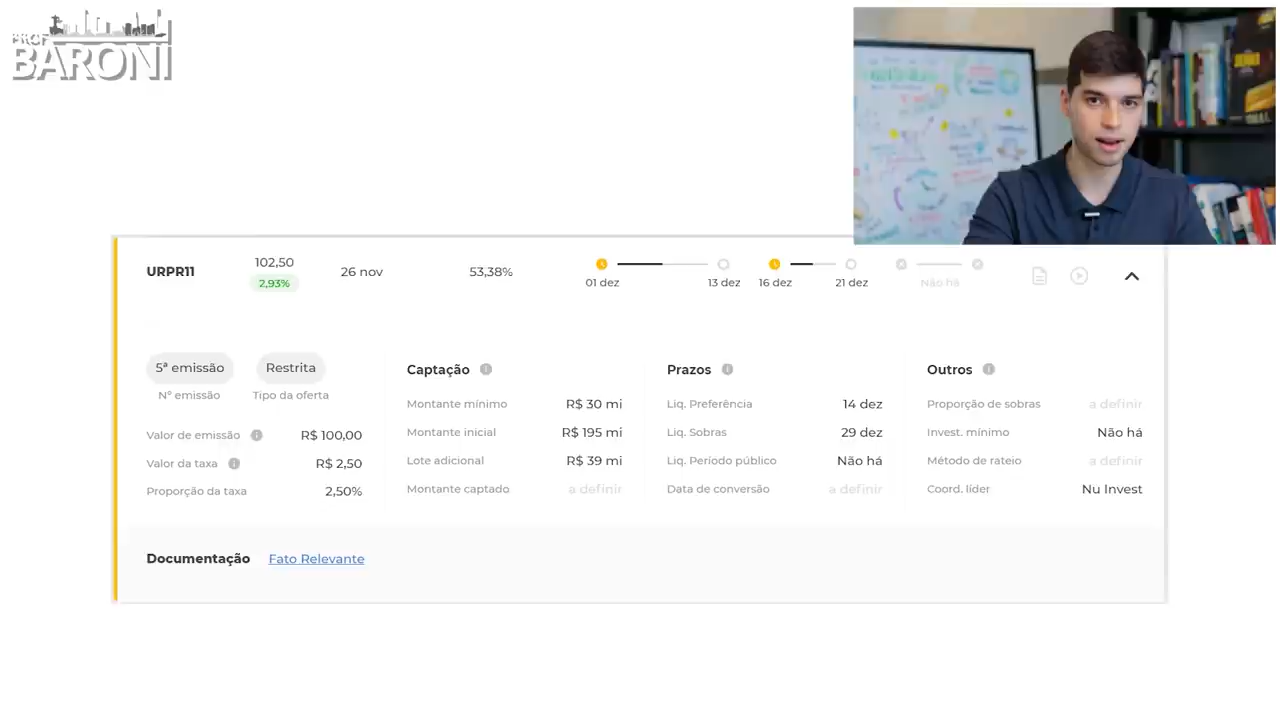 PROF
BARONI
URPR11
102,50
2,93%
26 nov
53,38%
01 dez
13 dez
16 dez
21 dez
Não há
5ª emissão
Restrita
Nº emissão
Tipo da oferta
Valor de emissão
R$ 100,00
Valor da taxa
R$ 2,50
Proporção da taxa
2,50%
Captação
Montante mínimo
R$ 30 mi
Montante inicial
R$ 195 mi
Lote adicional
R$ 39 mi
Montante captado
a definir
Prazos
Liq. Preferência
14 dez
Liq. Sobras
29 dez
Liq. Período público
Não há
Data de conversão
a definir
Outros
Proporção de sobras
a definir
Invest. mínimo
Não há
Método de rateio
a definir
Coord. líder
Nu Invest
Documentação
Fato Relevante